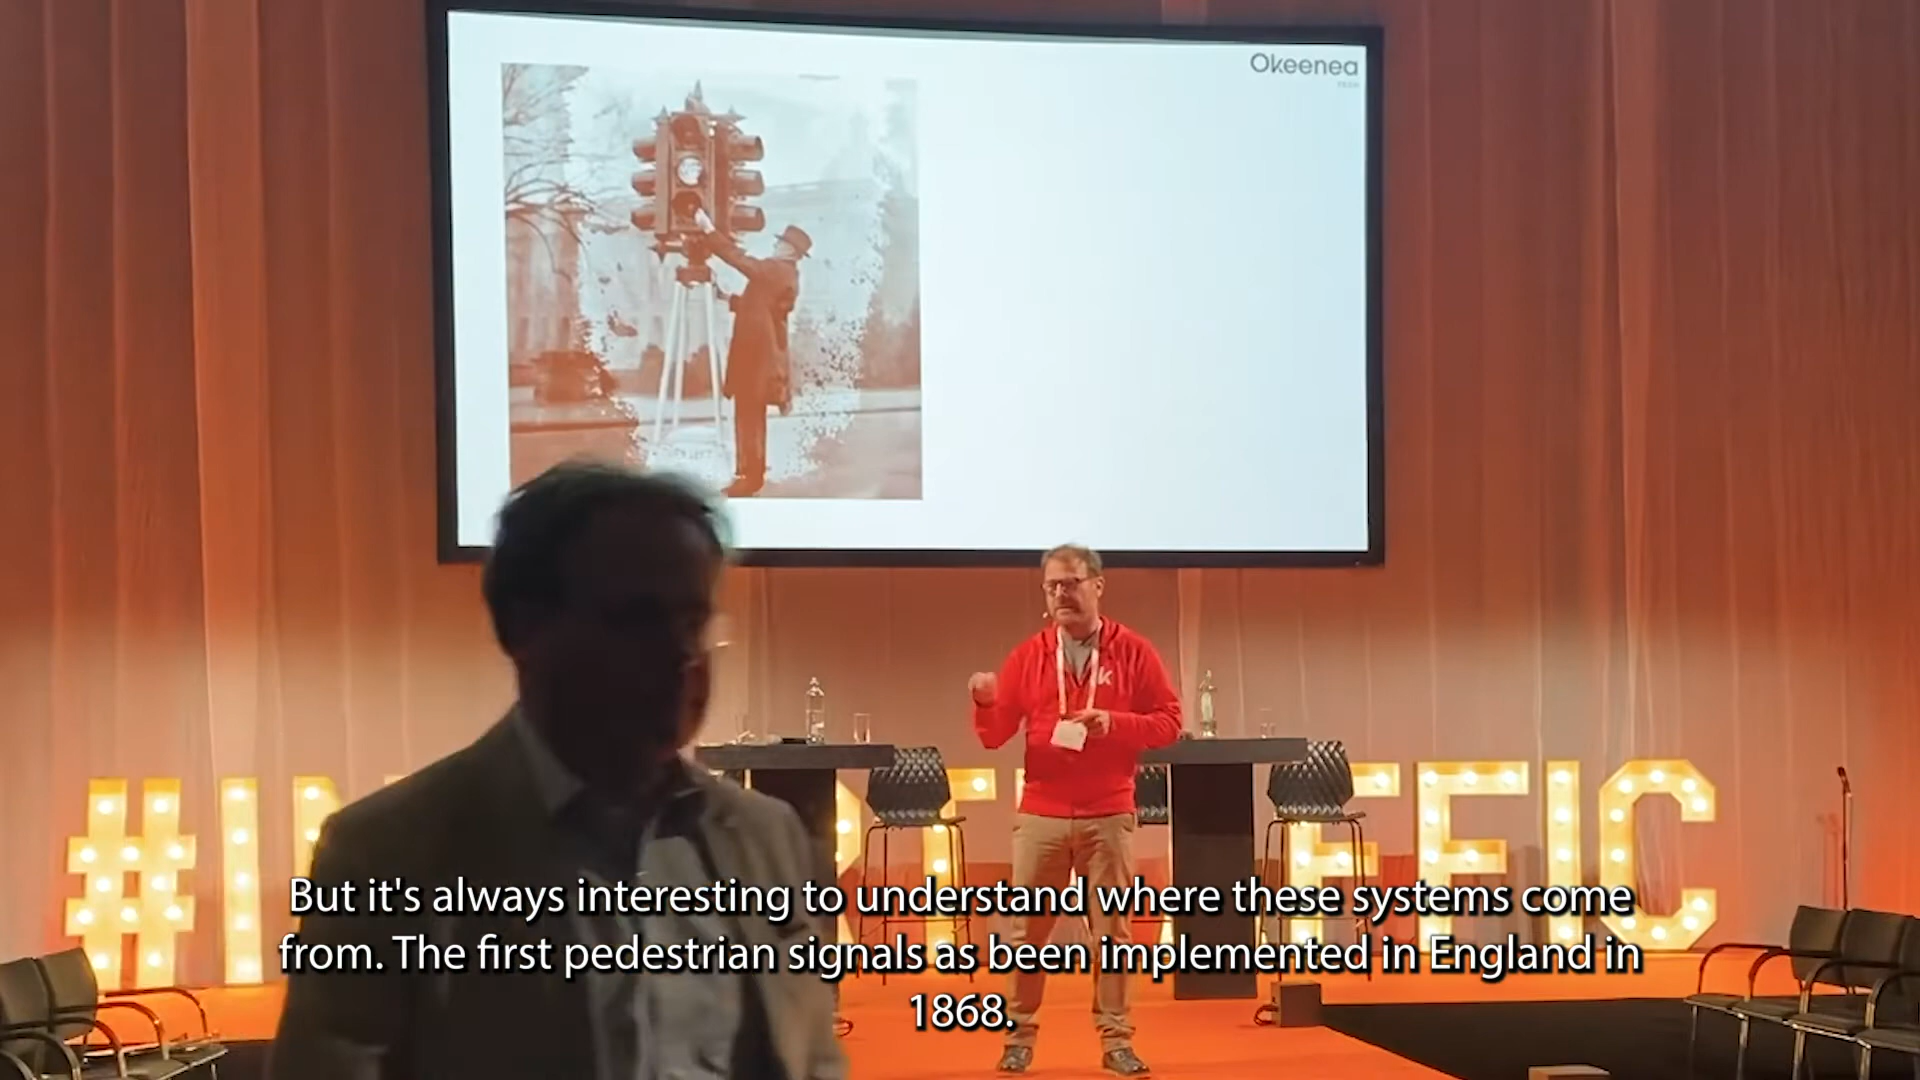 Okeenea
k
#INTERTRAFFIC
But it's always interesting to understand where these systems come
from. The first pedestrian signals as been implemented in England in
1868.